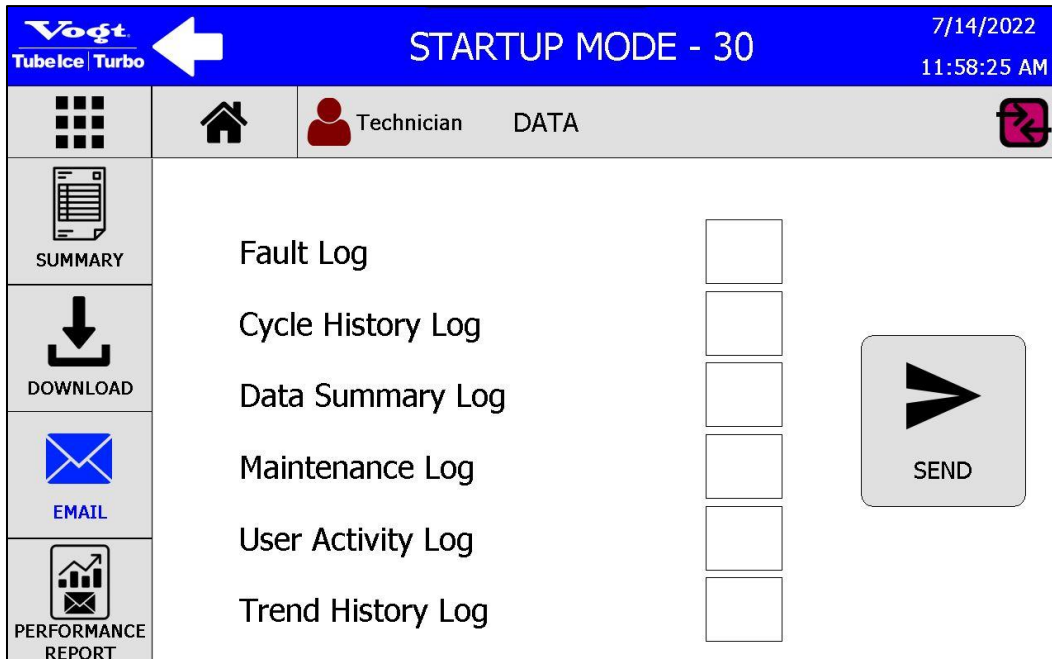 Vogt
Tube Ice | Turbo
STARTUP MODE - 30
7/14/2022
11:58:25 AM
Technician
DATA
SUMMARY
DOWNLOAD
EMAIL
PERFORMANCE
REPORT
Fault Log
Cycle History Log
Data Summary Log
Maintenance Log
User Activity Log
Trend History Log
SEND